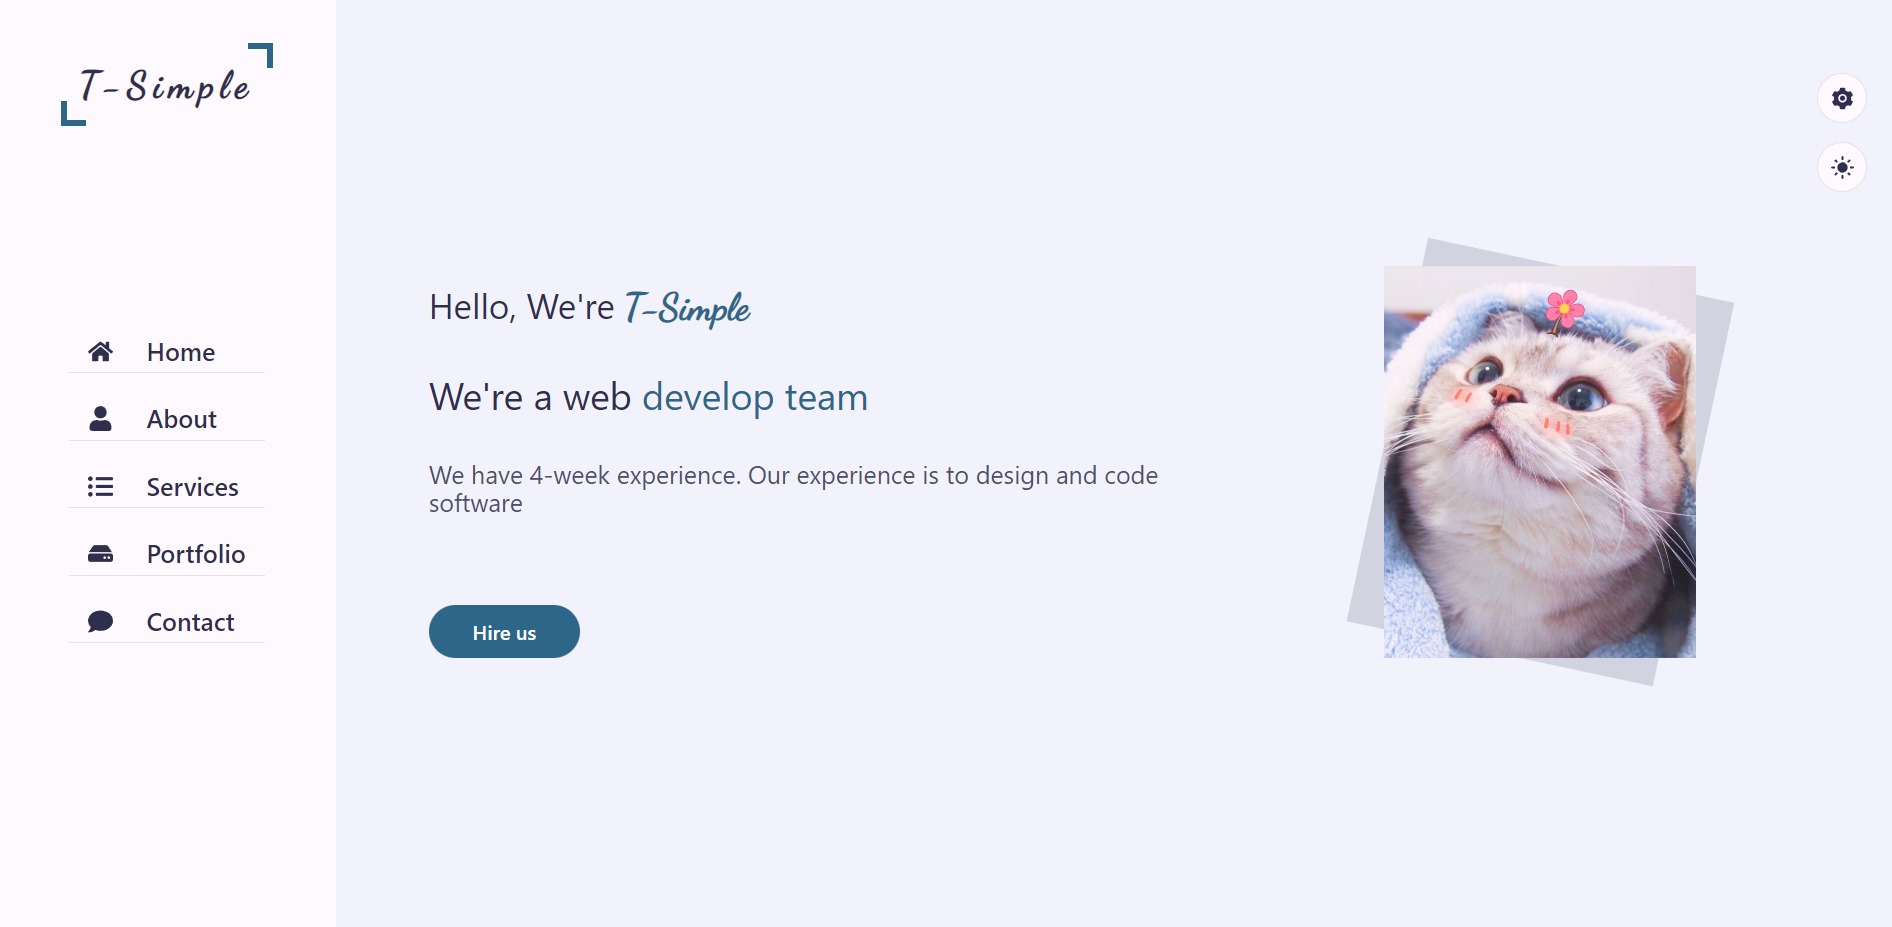 T-Simple
Home
About
Services
Portfolio
Contact
Hello, We're T-Simple
We're a web develop team
We have 4-week experience. Our experience is to design and code
software
Hire us